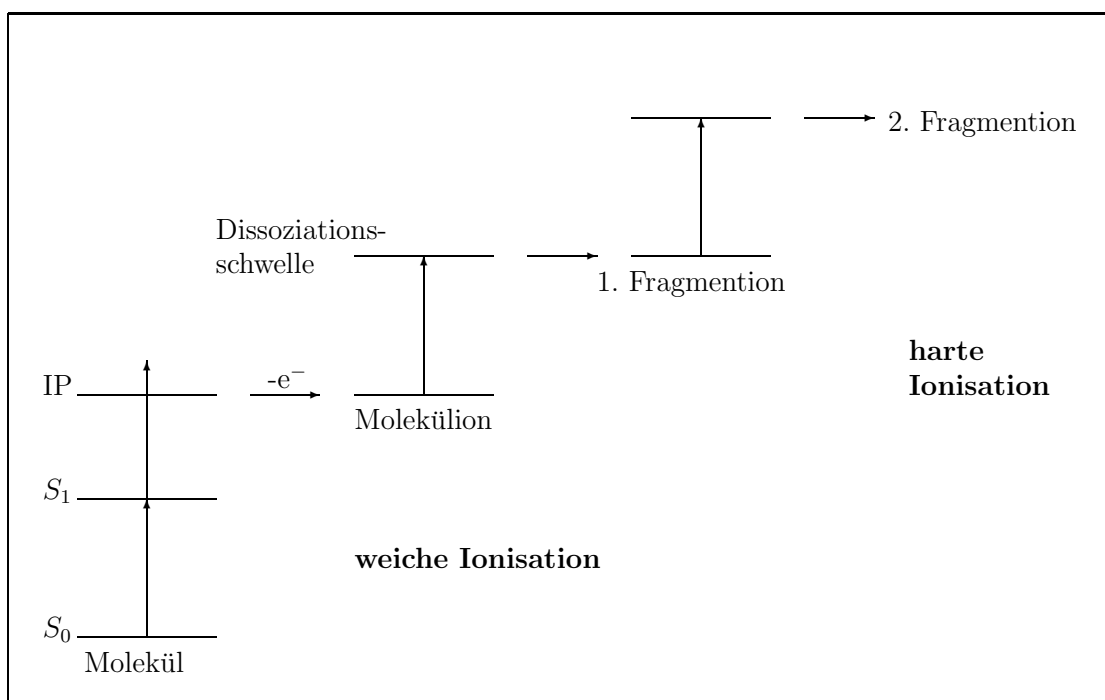 2. Fragmention
Dissoziations-
schwelle
1. Fragmention
harte
Ionisation
IP
-e⁻
Molekülion
S₁
weiche Ionisation
S₀
Molekül